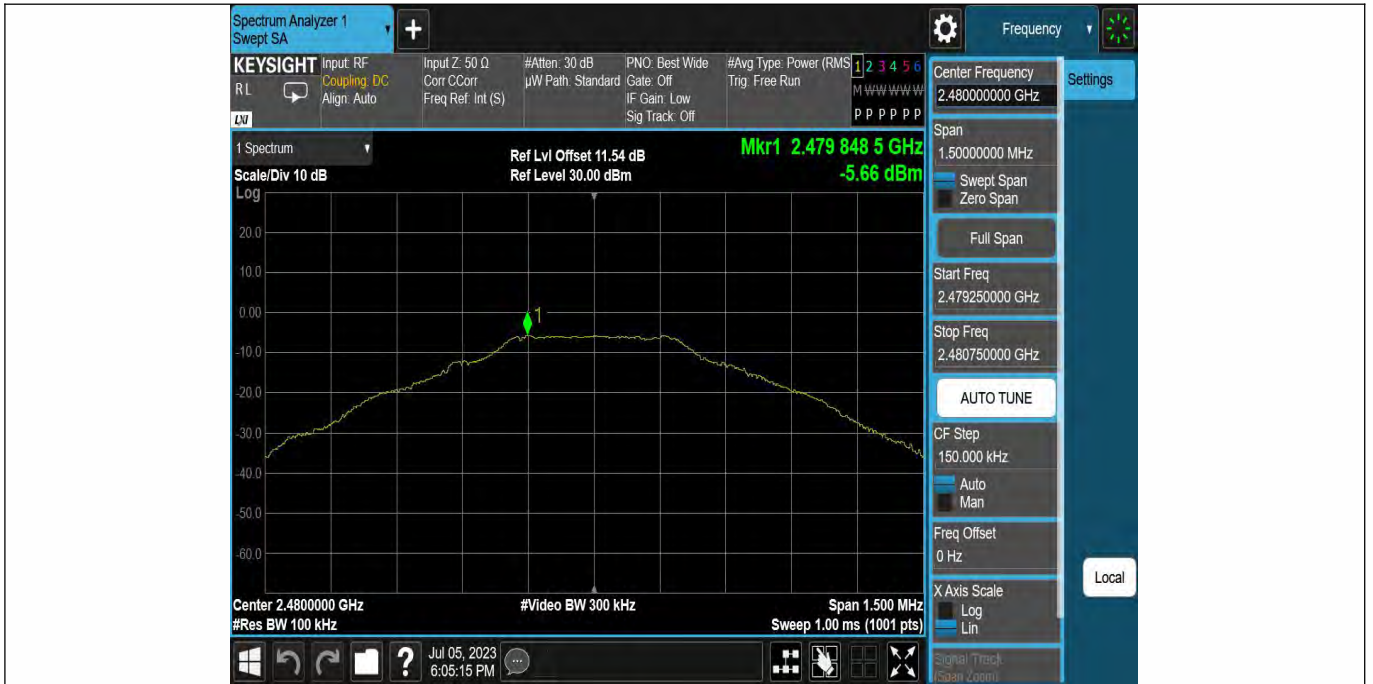 Spectrum Analyzer 1
Swept SA
+
Frequency
KEYSIGHT
RL
LXI
Input: RF
Coupling: DC
Align: Auto
Input Z: 50 Ω
Corr CCorr
Freq Ref: Int (S)
#Atten: 30 dB
µW Path: Standard
PNO: Best Wide
Gate: Off
IF Gain: Low
Sig Track: Off
#Avg Type: Power (RMS
Trig: Free Run
1 2 3 4 5 6
M W W W W W
P P P P P P
1 Spectrum
Scale/Div 10 dB
Ref Lvl Offset 11.54 dB
Ref Level 30.00 dBm
Mkr1 2.479 848 5 GHz
-5.66 dBm
Log
20.0
10.0
0.00
-10.0
-20.0
-30.0
-40.0
-50.0
-60.0
1
Center 2.4800000 GHz
#Res BW 100 kHz
#Video BW 300 kHz
Span 1.500 MHz
Sweep 1.00 ms (1001 pts)
Center Frequency
2.480000000 GHz
Settings
Span
1.50000000 MHz
Swept Span
Zero Span
Full Span
Start Freq
2.479250000 GHz
Stop Freq
2.480750000 GHz
AUTO TUNE
CF Step
150.000 kHz
Auto
Man
Freq Offset
0 Hz
X Axis Scale
Log
Lin
Signal Track
(Span Zoom)
Local
?
Jul 05, 2023
6:05:15 PM